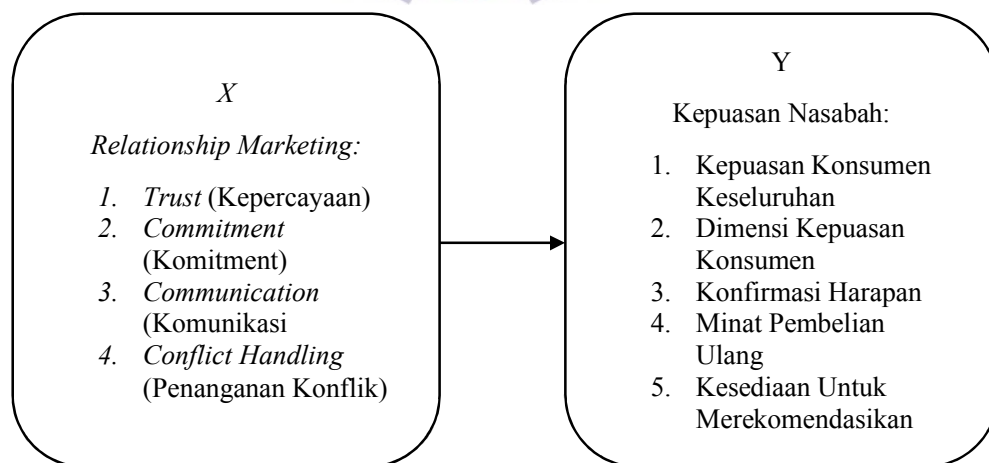 X
Relationship Marketing:
1. Trust (Kepercayaan)
2. Commitment
(Komitment)
3. Communication
(Komunikasi
4. Conflict Handling
(Penanganan Konflik)
Y
Kepuasan Nasabah:
1. Kepuasan Konsumen
Keseluruhan
2. Dimensi Kepuasan
Konsumen
3. Konfirmasi Harapan
4. Minat Pembelian
Ulang
5. Kesediaan Untuk
Merekomendasikan